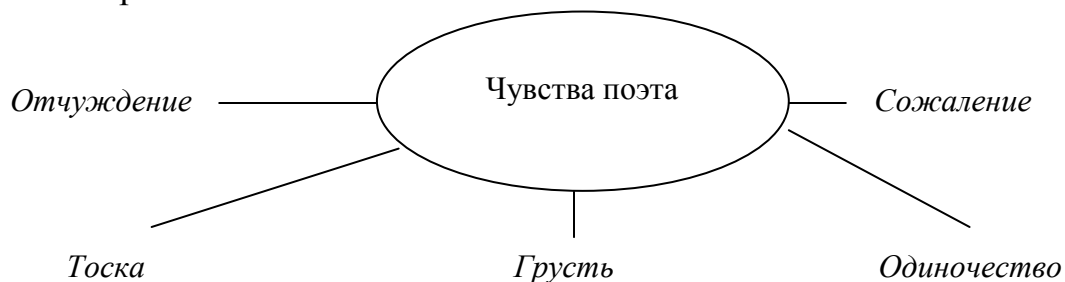 Чувства поэта
Отчуждение
Сожаление
Тоска
Грусть
Одиночество